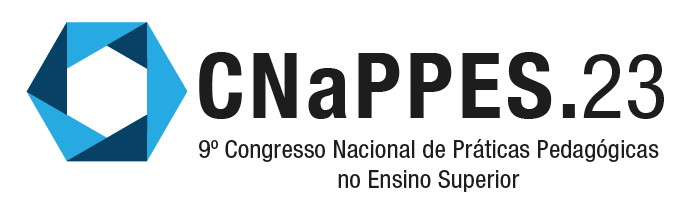 CNaPPES.23
9º Congresso Nacional de Práticas Pedagógicas
no Ensino Superior